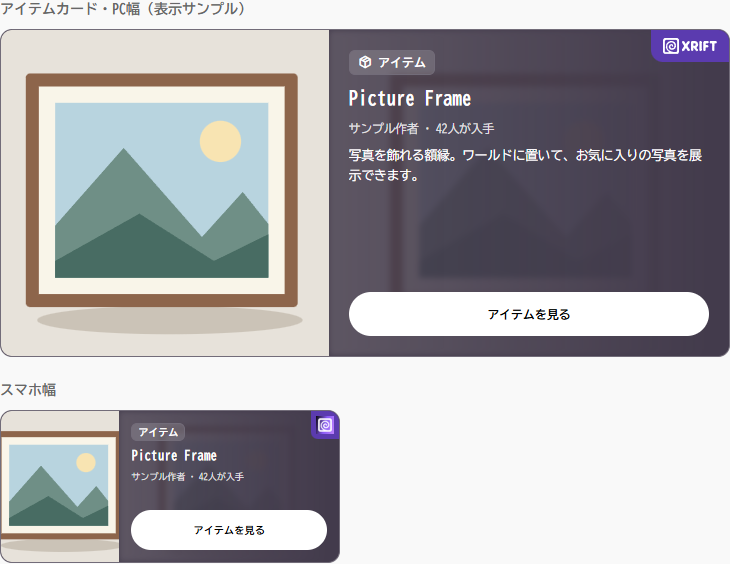 アイテムカード・PC幅（表示サンプル）
XRIFT
アイテム
Picture Frame
サンプル作者 ・ 42人が入手
写真を飾れる額縁。ワールドに置いて、お気に入りの写真を展
示できます。
アイテムを見る
スマホ幅
アイテム
Picture Frame
サンプル作者 ・ 42人が入手
アイテムを見る